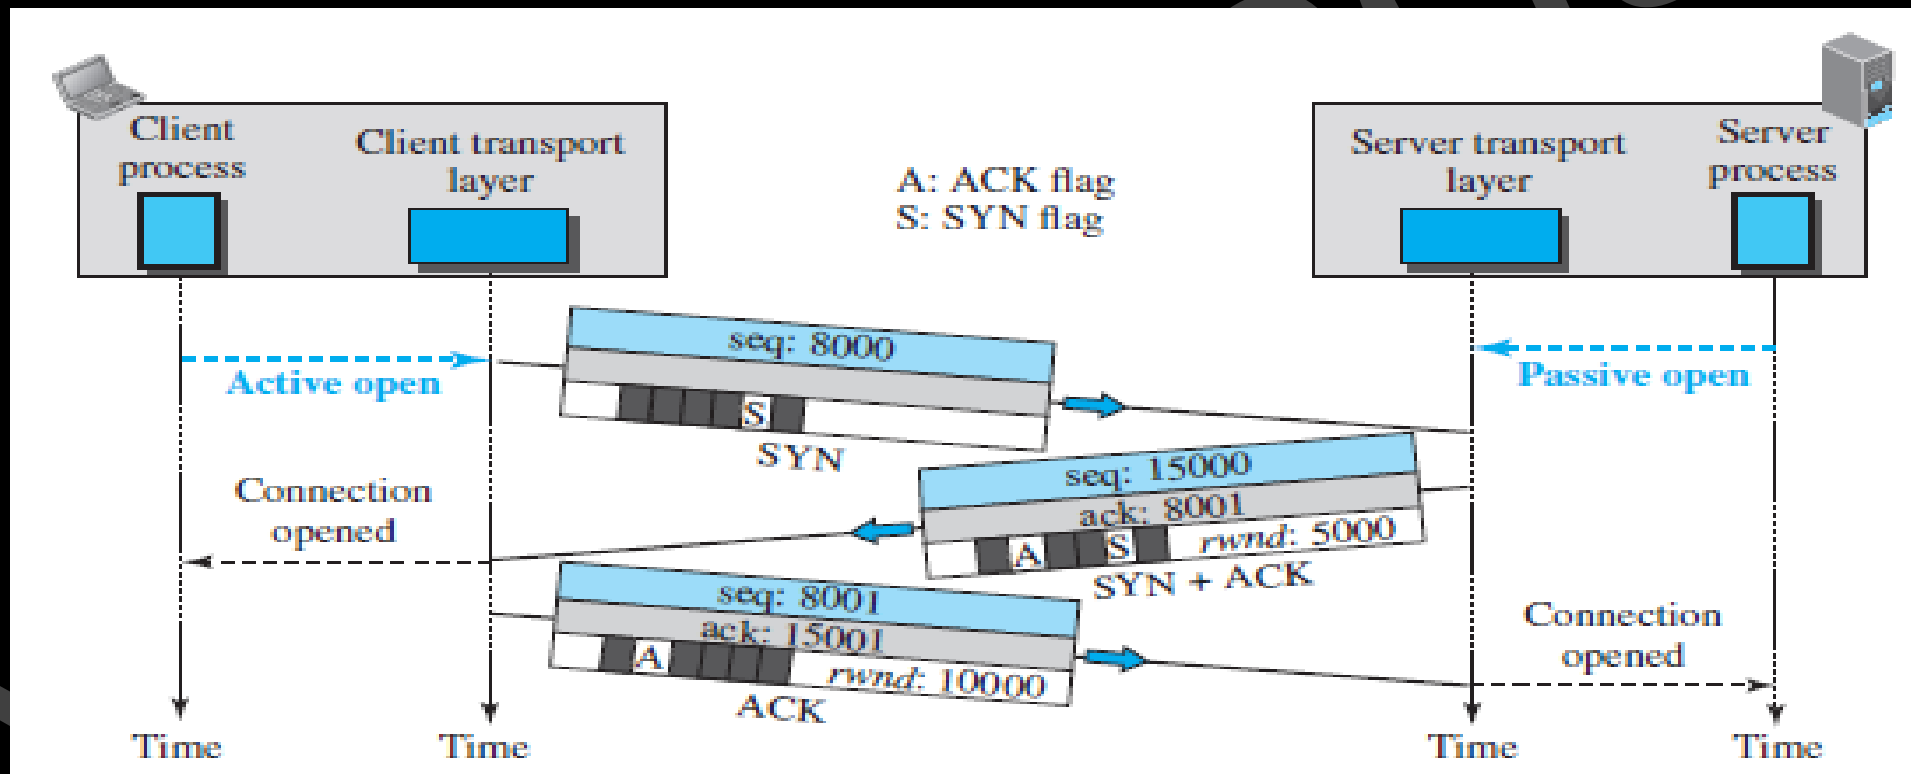 Client
process
Client transport
layer
A: ACK flag
S: SYN flag
Server transport
layer
Server
process
Active open
seq: 8000
S
SYN
Passive open
seq: 15000
ack: 8001
A S rwnd: 5000
SYN + ACK
Connection
opened
seq: 8001
ack: 15001
A rwnd: 10000
ACK
Connection
opened
Time
Time
Time
Time